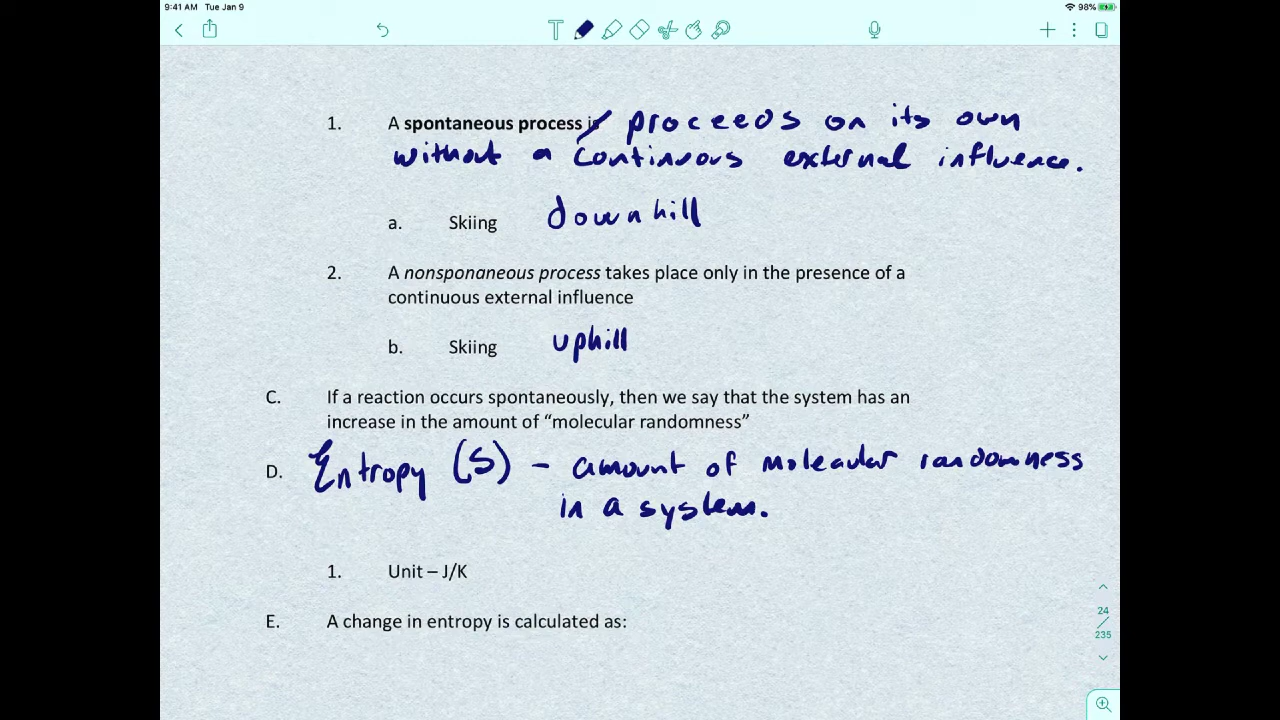 9:41 AM Tue Jan 9
98%
T
1. A spontaneous process is proceeds on its own
without a continuous external influence.
a. Skiing downhill
2. A nonsponaneous process takes place only in the presence of a
continuous external influence
b. Skiing uphill
C. If a reaction occurs spontaneously, then we say that the system has an
increase in the amount of “molecular randomness”
D. Entropy (S) – amount of molecular randomness
in a system.
1. Unit – J/K
E. A change in entropy is calculated as:
24
/
235